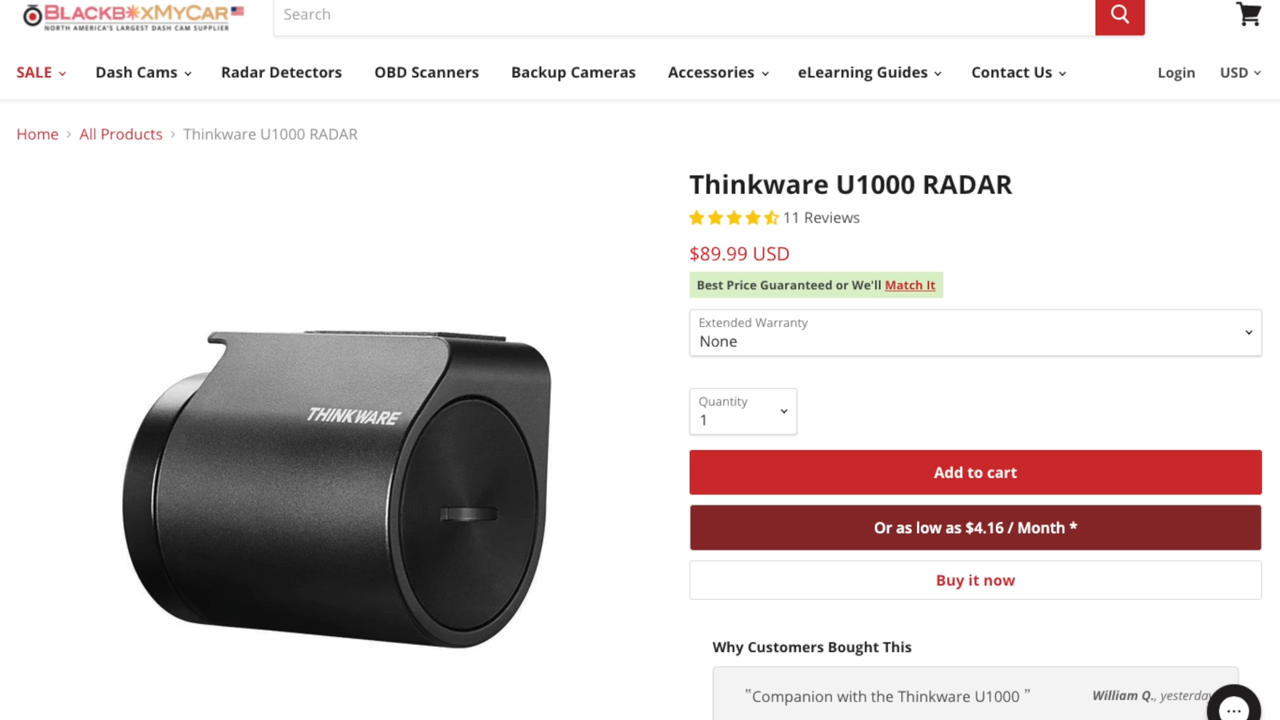 BLACKBOXMYCAR
NORTH AMERICA'S LARGEST DASH CAM SUPPLIER
Search
SALE
Dash Cams
Radar Detectors
OBD Scanners
Backup Cameras
Accessories
eLearning Guides
Contact Us
Login
USD
Home › All Products › Thinkware U1000 RADAR
THINKWARE
Thinkware U1000 RADAR
11 Reviews
$89.99 USD
Best Price Guaranteed or We'll Match It
Extended Warranty
None
Quantity
1
Add to cart
Or as low as $4.16 / Month *
Buy it now
Why Customers Bought This
"Companion with the Thinkware U1000 "
William Q., yesterday